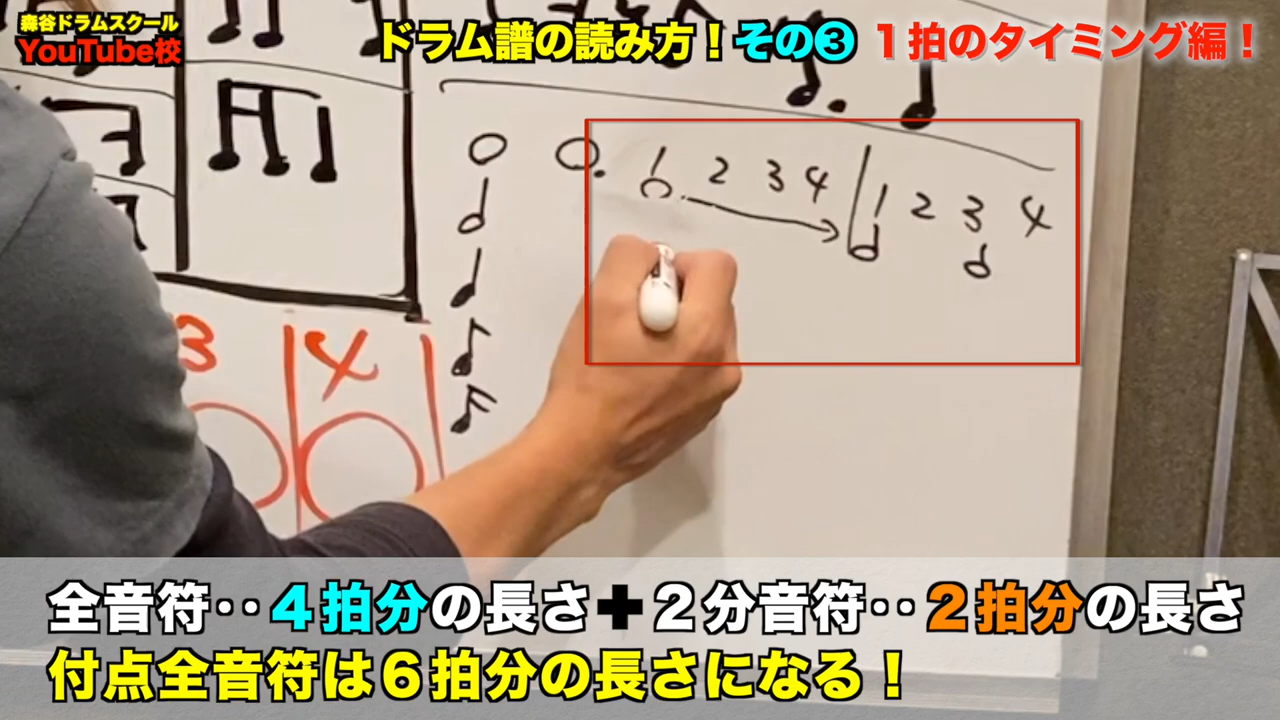 森谷ドラムスクール
YouTube校
ドラム譜の読み方！その❸ １拍のタイミング編！
1 2 3 4 1 2 3 4
3 4
全音符‥４拍分の長さ➕２分音符‥２拍分の長さ
付点全音符は６拍分の長さになる！